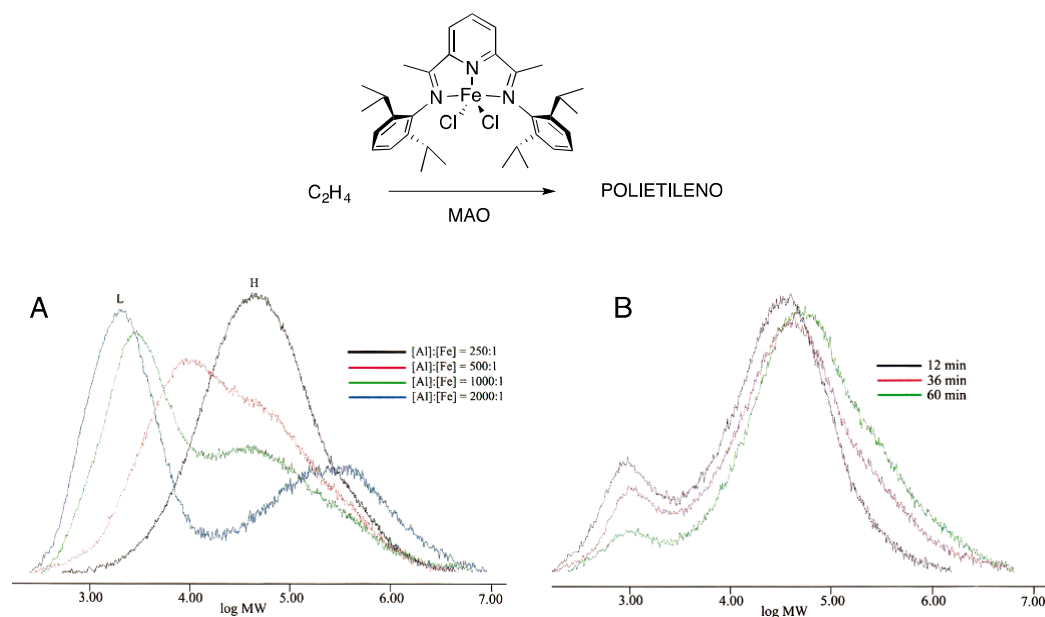 N
N
Fe
N
Cl
Cl
C2H4
MAO
POLIETILENO
A
L
H
[Al]:[Fe] = 250:1
[Al]:[Fe] = 500:1
[Al]:[Fe] = 1000:1
[Al]:[Fe] = 2000:1
3.00 4.00 5.00 6.00 7.00
log MW
B
12 min
36 min
60 min
3.00 4.00 5.00 6.00 7.00
log MW